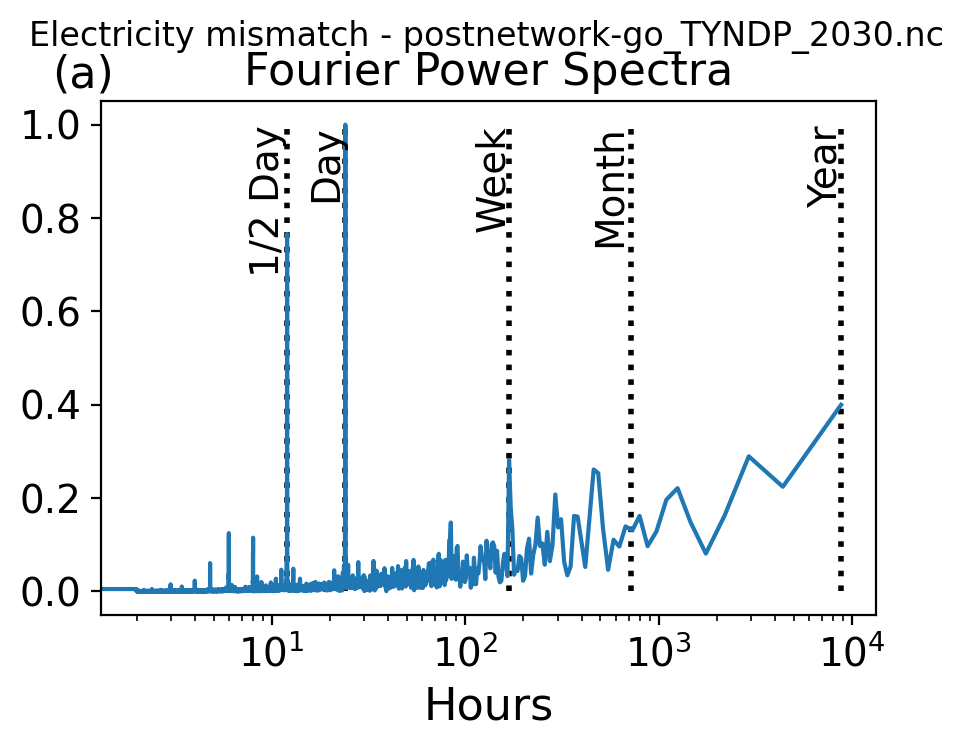 Electricity mismatch - postnetwork-go_TYNDP_2030.nc
(a) Fourier Power Spectra
1.0
0.8
0.6
0.4
0.2
0.0
1/2 Day
Day
Week
Month
Year
10¹ 10² 10³ 10⁴
Hours